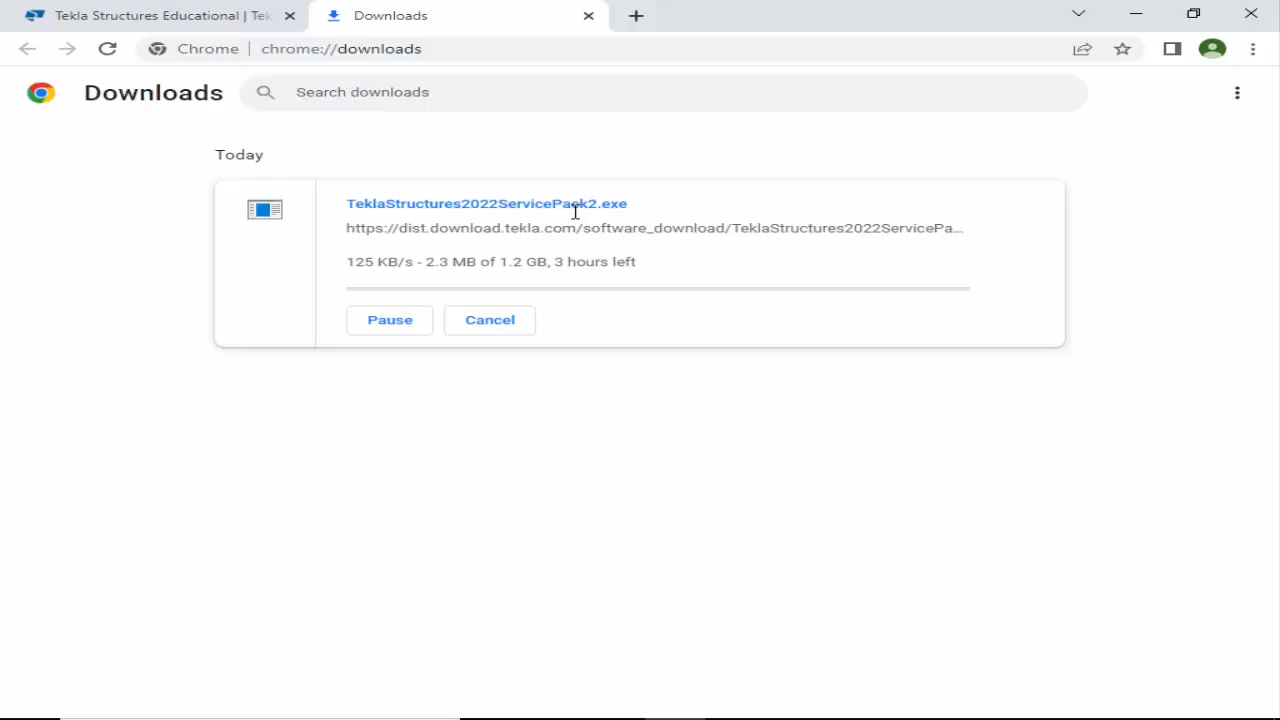 Tekla Structures Educational | Tek
Downloads
Chrome
chrome://downloads
Downloads
Search downloads
Today
TeklaStructures2022ServicePack2.exe
https://dist.download.tekla.com/software_download/TeklaStructures2022ServicePa...
125 KB/s - 2.3 MB of 1.2 GB, 3 hours left
Pause
Cancel